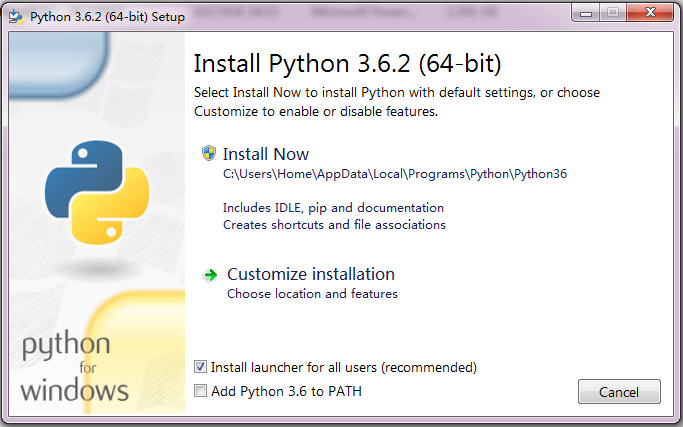 Python 3.6.2 (64-bit) Setup
Install Python 3.6.2 (64-bit)
Select Install Now to install Python with default settings, or choose
Customize to enable or disable features.
Install Now
C:\Users\Home\AppData\Local\Programs\Python\Python36
Includes IDLE, pip and documentation
Creates shortcuts and file associations
Customize installation
Choose location and features
python
for
windows
Install launcher for all users (recommended)
Add Python 3.6 to PATH
Cancel